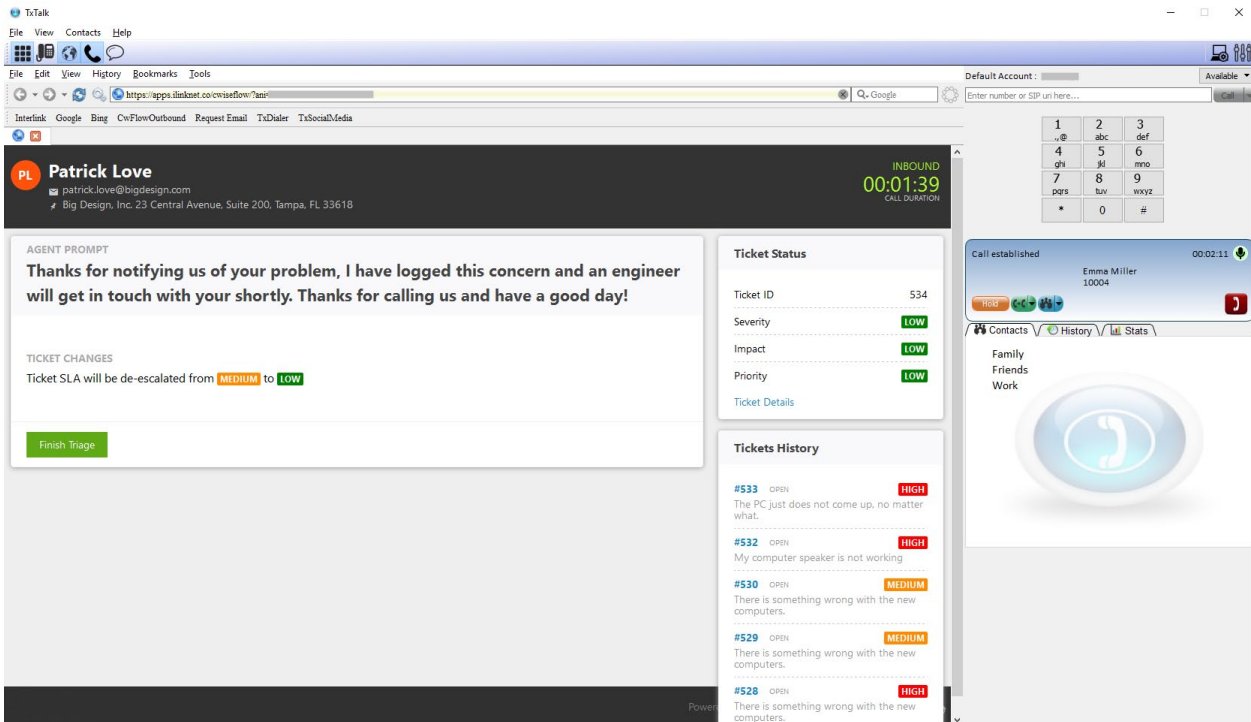 TxTalk
File View Contacts Help
File Edit View History Bookmarks Tools
https://apps.ilinknet.co/cwiseflow/?ani=
Google
Interlink Google Bing CwFlowOutbound Request Email TxDialer TxSocialMedia
PL
Patrick Love
patrick.love@bigdesign.com
Big Design, Inc. 23 Central Avenue, Suite 200, Tampa, FL 33618
INBOUND
00:01:39
CALL DURATION
AGENT PROMPT
Thanks for notifying us of your problem, I have logged this concern and an engineer
will get in touch with your shortly. Thanks for calling us and have a good day!
TICKET CHANGES
Ticket SLA will be de-escalated from MEDIUM to LOW
Finish Triage
Ticket Status
Ticket ID 534
Severity LOW
Impact LOW
Priority LOW
Ticket Details
Tickets History
#533 OPEN HIGH
The PC just does not come up, no matter
what.
#532 OPEN HIGH
My computer speaker is not working
#530 OPEN MEDIUM
There is something wrong with the new
computers.
#529 OPEN MEDIUM
There is something wrong with the new
computers.
#528 OPEN HIGH
There is something wrong with the new
computers.
Power
Default Account :
Available
Enter number or SIP uri here...
Call
1 2 3
.,@ abc def
4 5 6
ghi jkl mno
7 8 9
pqrs tuv wxyz
* 0 #
Call established 00:02:11
Emma Miller
10004
Hold
Contacts History Stats
Family
Friends
Work